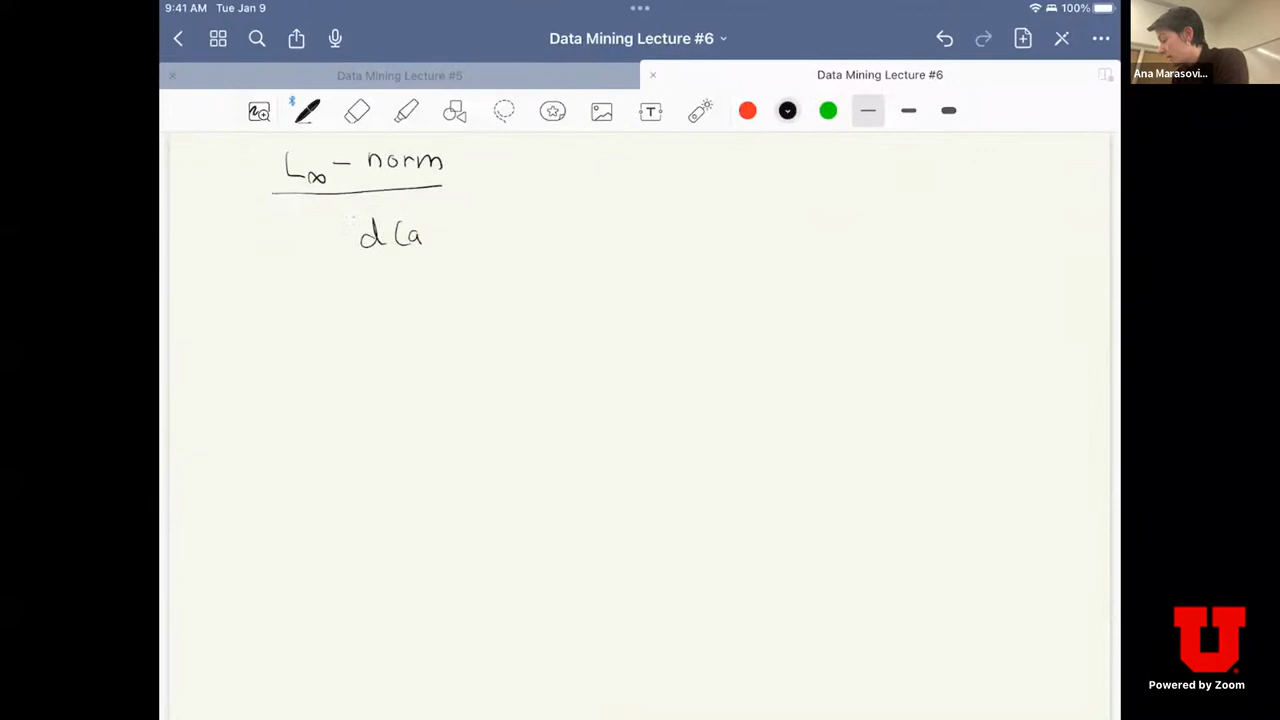 9:41 AM Tue Jan 9
100%
Data Mining Lecture #6
Data Mining Lecture #5
Data Mining Lecture #6
Ana Marasovi...
T
L∞ - norm
d(a
U
Powered by Zoom